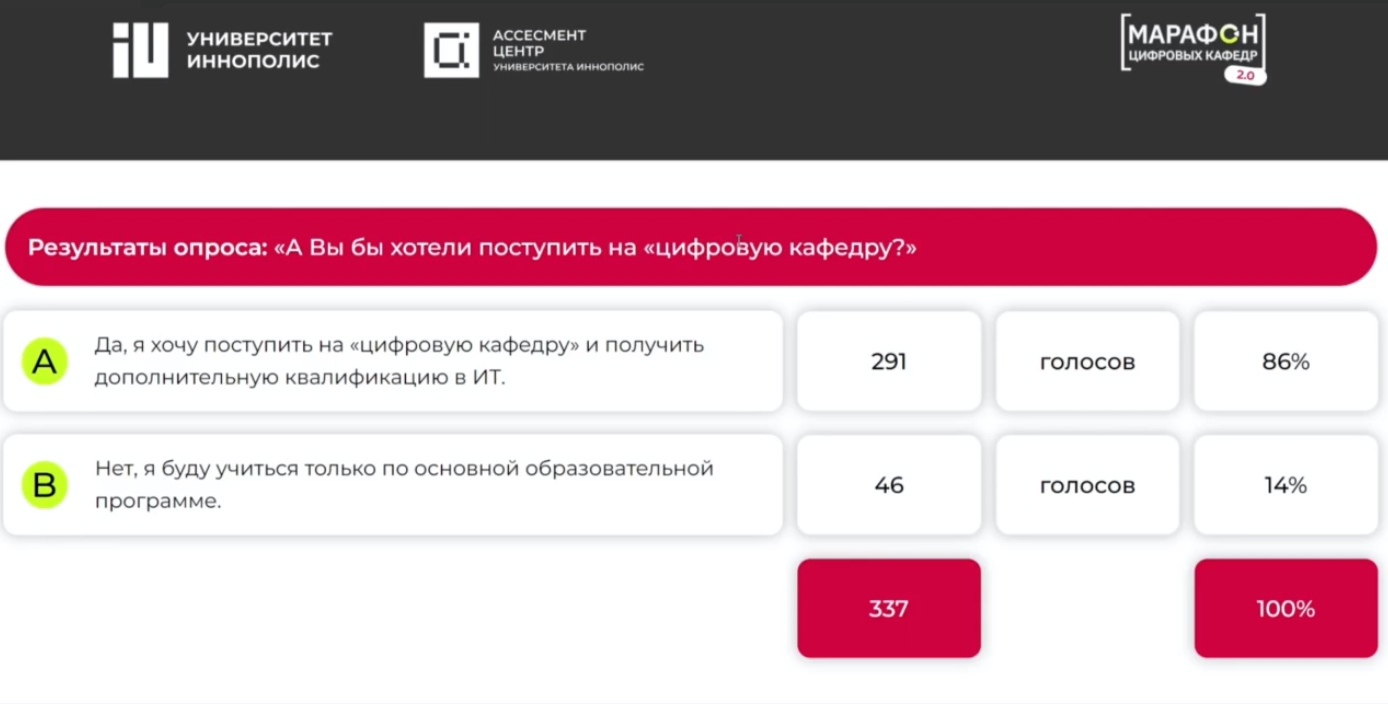 УНИВЕРСИТЕТ
ИННОПОЛИС
АССЕСМЕНТ
ЦЕНТР
УНИВЕРСИТЕТА ИННОПОЛИС
МАРАФОН
ЦИФРОВЫХ КАФЕДР
2.0
Результаты опроса: «А Вы бы хотели поступить на «цифровую кафедру?»
A
Да, я хочу поступить на «цифровую кафедру» и получить
дополнительную квалификацию в ИТ.
291
голосов
86%
B
Нет, я буду учиться только по основной образовательной
программе.
46
голосов
14%
337
100%